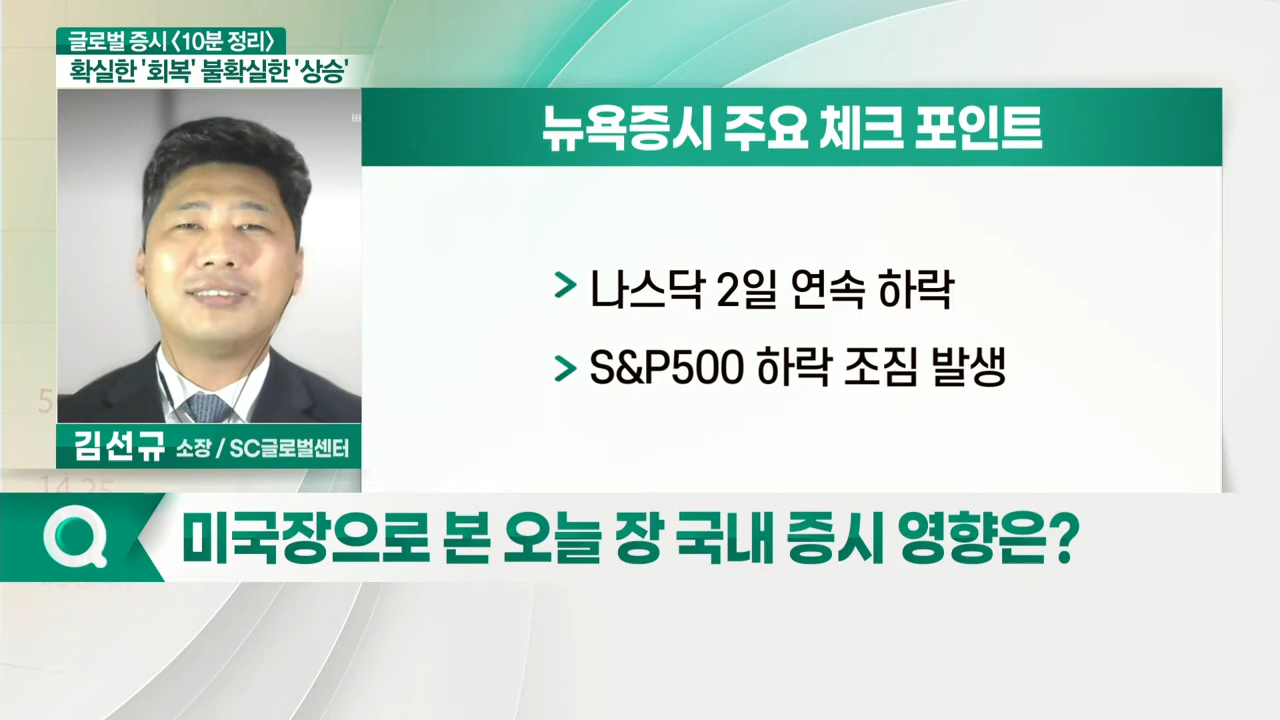 글로벌 증시 <10분 정리>
확실한 '회복' 불확실한 '상승'
뉴욕증시 주요 체크 포인트
> 나스닥 2일 연속 하락
> S&P500 하락 조짐 발생
김선규 소장 / SC글로벌센터
Q 미국장으로 본 오늘 장 국내 증시 영향은?